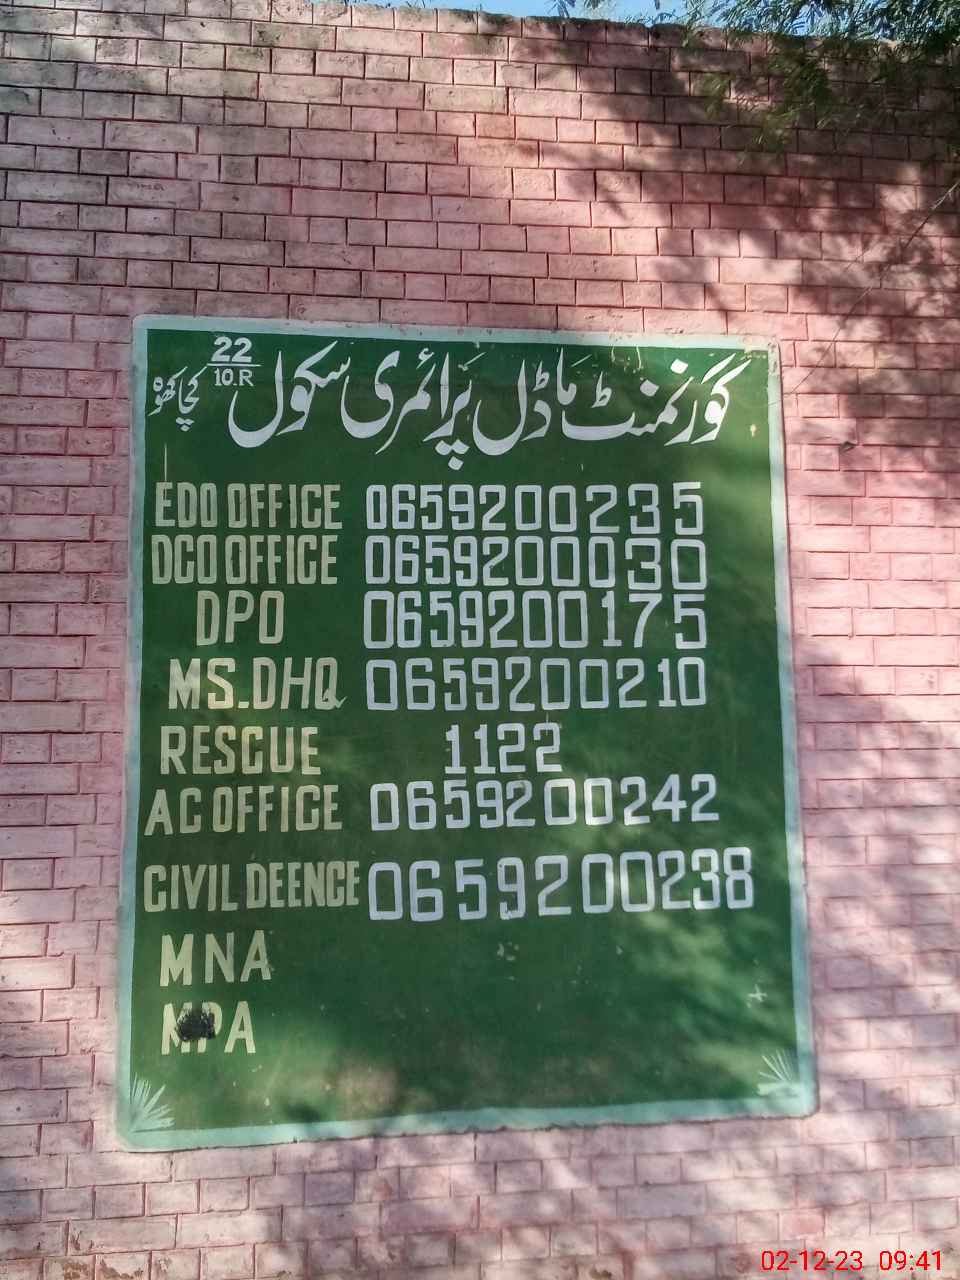 گورنمنٹ ماڈل پرائمری سکول 22/10.R کچاکھوہ
EDO OFFICE 0659200235
DCO OFFICE 0659200030
DPO 0659200175
MS.DHQ 0659200210
RESCUE 1122
AC OFFICE 0659200242
CIVIL DEENCE 0659200238
MNA
MPA
02-12-23 09:41